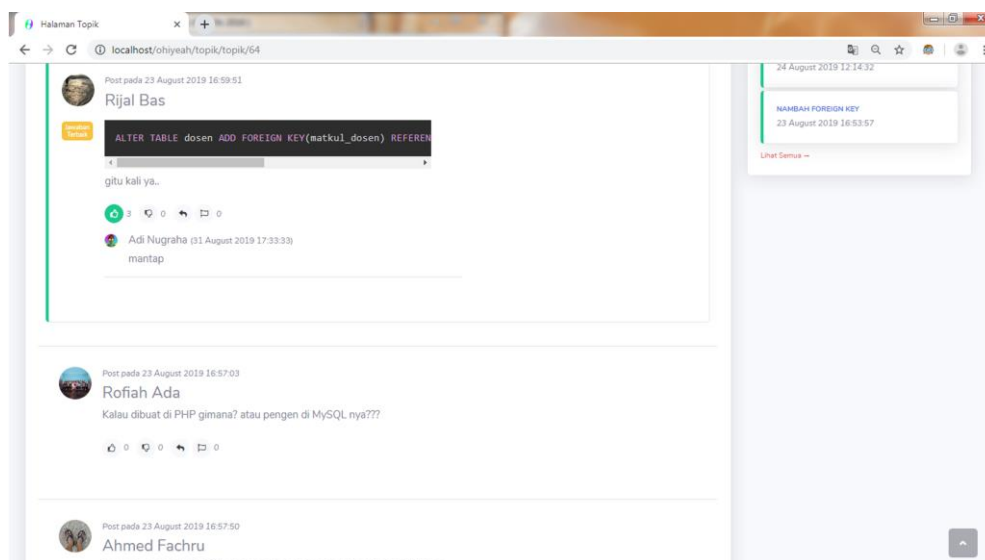 Halaman Topik
localhost/ohiyeah/topik/topik/64
Post pada 23 August 2019 16:59:51
Rijal Bas
Jawaban
Terbaik
ALTER TABLE dosen ADD FOREIGN KEY(matkul_dosen) REFEREN
gitu kali ya..
3 0 0
Adi Nugraha (31 August 2019 17:33:33)
mantap
Post pada 23 August 2019 16:57:03
Rofiah Ada
Kalau dibuat di PHP gimana? atau pengen di MySQL nya???
0 0 0
Post pada 23 August 2019 16:57:50
Ahmed Fachru
24 August 2019 12:14:32
NAMBAH FOREIGN KEY
23 August 2019 16:53:57
Lihat Semua →